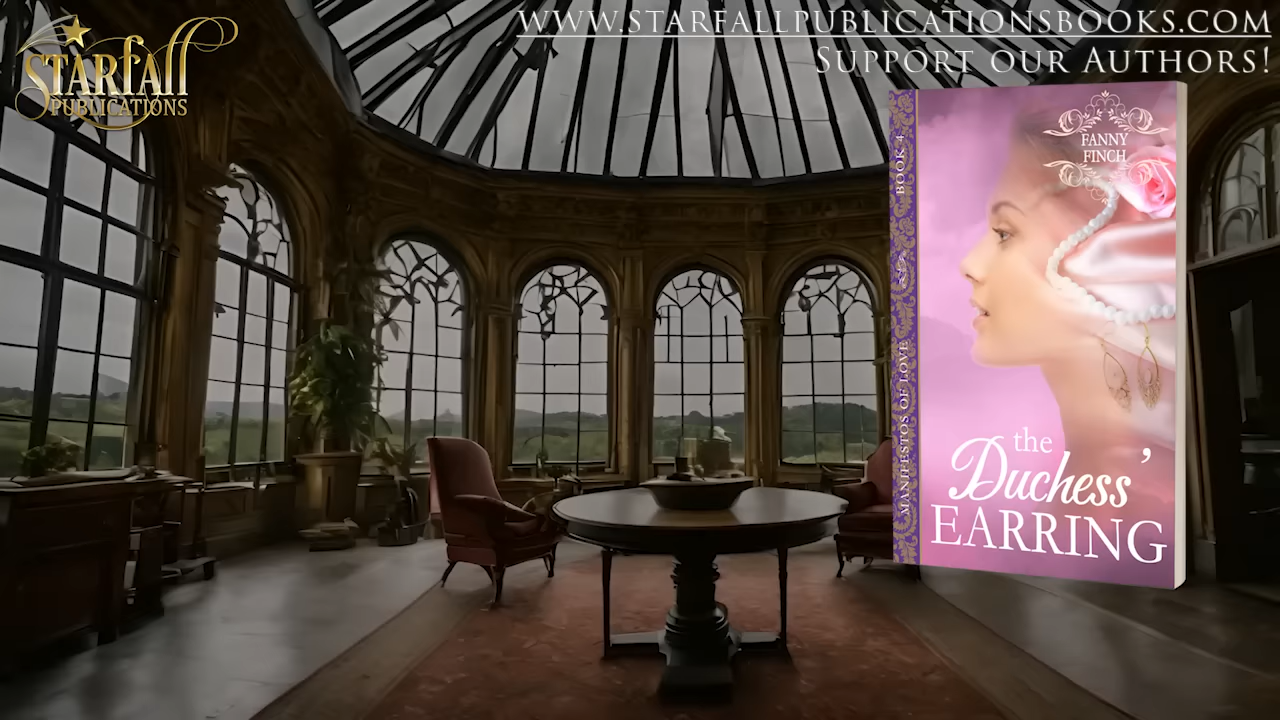 STARfall
PUBLICATIONS
www.starfallpublicationsbooks.com
Support our Authors!
BOOK 4
MANIFESTOS OF LOVE
FANNY
FINCH
the
Duchess'
EARRING